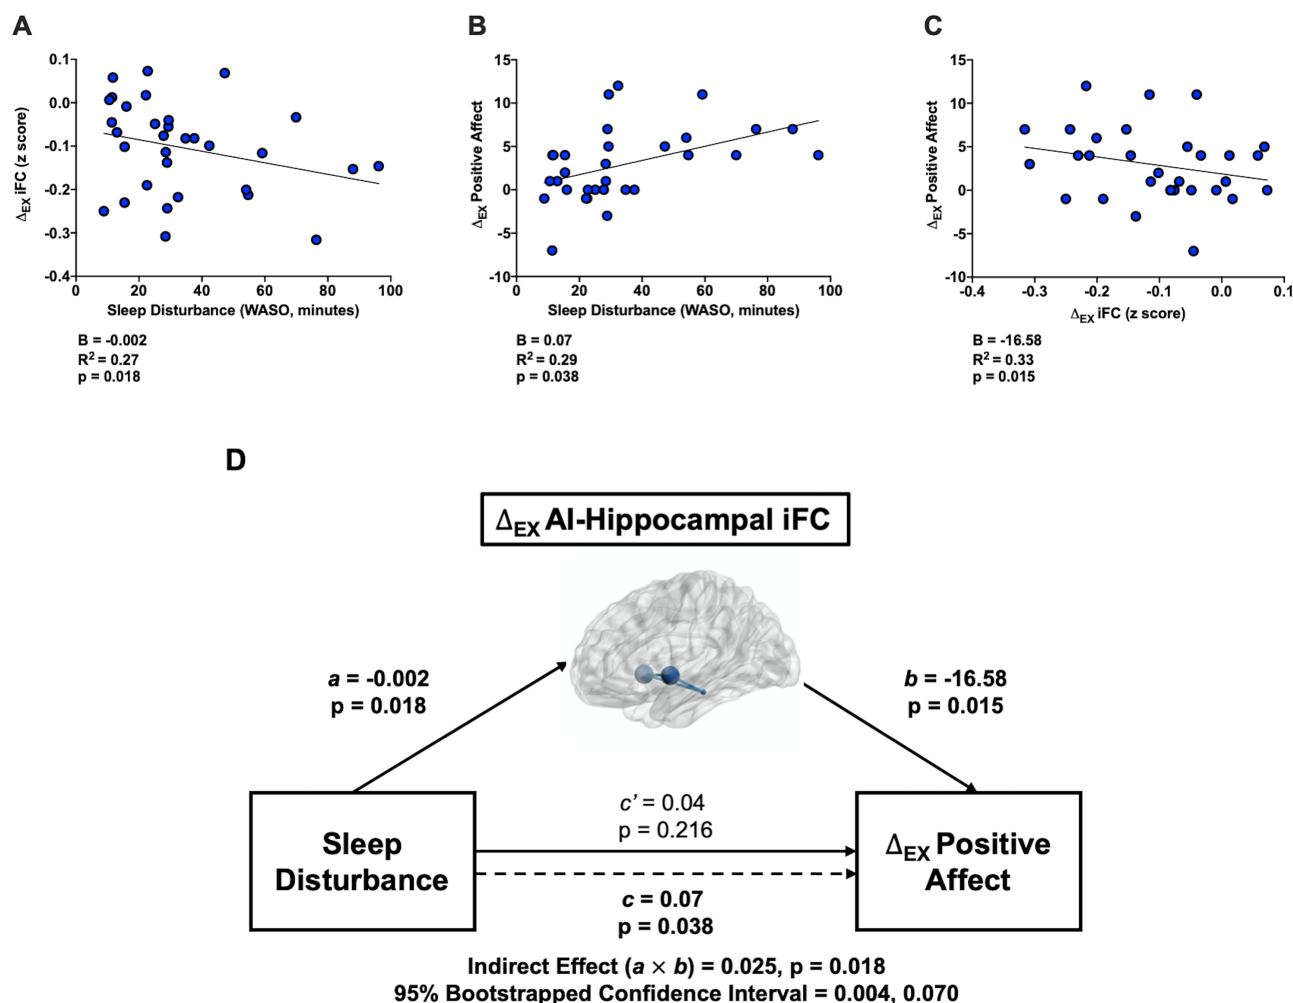 A
0.1
0.0
-0.1
-0.2
-0.3
-0.4
ΔEX iFC (z score)
0 20 40 60 80 100
Sleep Disturbance (WASO, minutes)
B = -0.002
R² = 0.27
p = 0.018
B
15
10
5
0
-5
-10
ΔEX Positive Affect
0 20 40 60 80 100
Sleep Disturbance (WASO, minutes)
B = 0.07
R² = 0.29
p = 0.038
C
15
10
5
0
-5
-10
ΔEX Positive Affect
-0.4 -0.3 -0.2 -0.1 0.0 0.1
ΔEX iFC (z score)
B = -16.58
R² = 0.33
p = 0.015
D
ΔEX AI-Hippocampal iFC
a = -0.002
p = 0.018
b = -16.58
p = 0.015
Sleep
Disturbance
c’ = 0.04
p = 0.216
c = 0.07
p = 0.038
ΔEX Positive
Affect
Indirect Effect (a × b) = 0.025, p = 0.018
95% Bootstrapped Confidence Interval = 0.004, 0.070